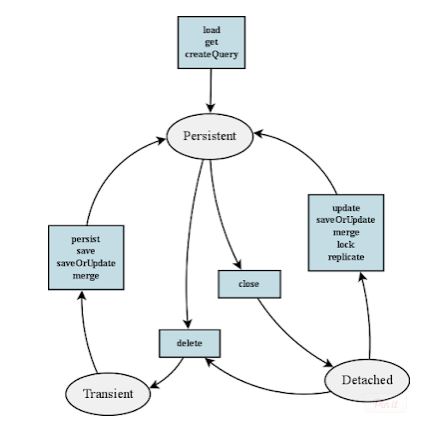 load
get
createQuery
Persistent
update
saveOrUpdate
merge
lock
replicate
persist
save
saveOrUpdate
merge
close
delete
Detached
Transient